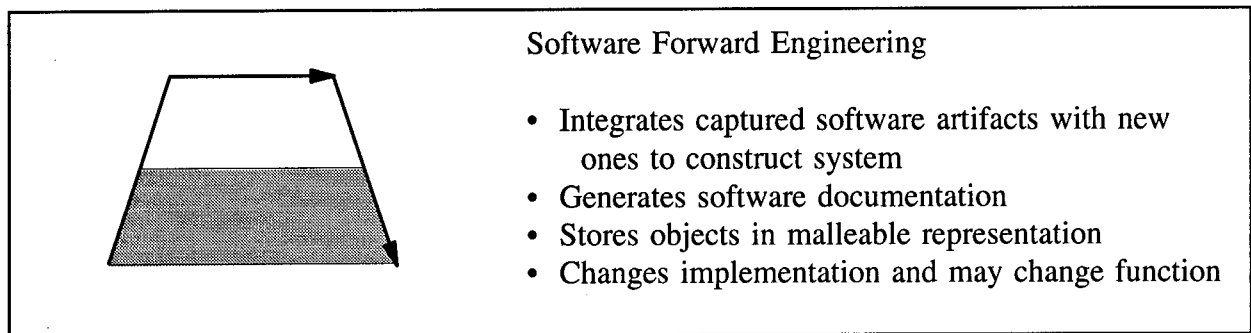 Software Forward Engineering
• Integrates captured software artifacts with new
ones to construct system
• Generates software documentation
• Stores objects in malleable representation
• Changes implementation and may change function